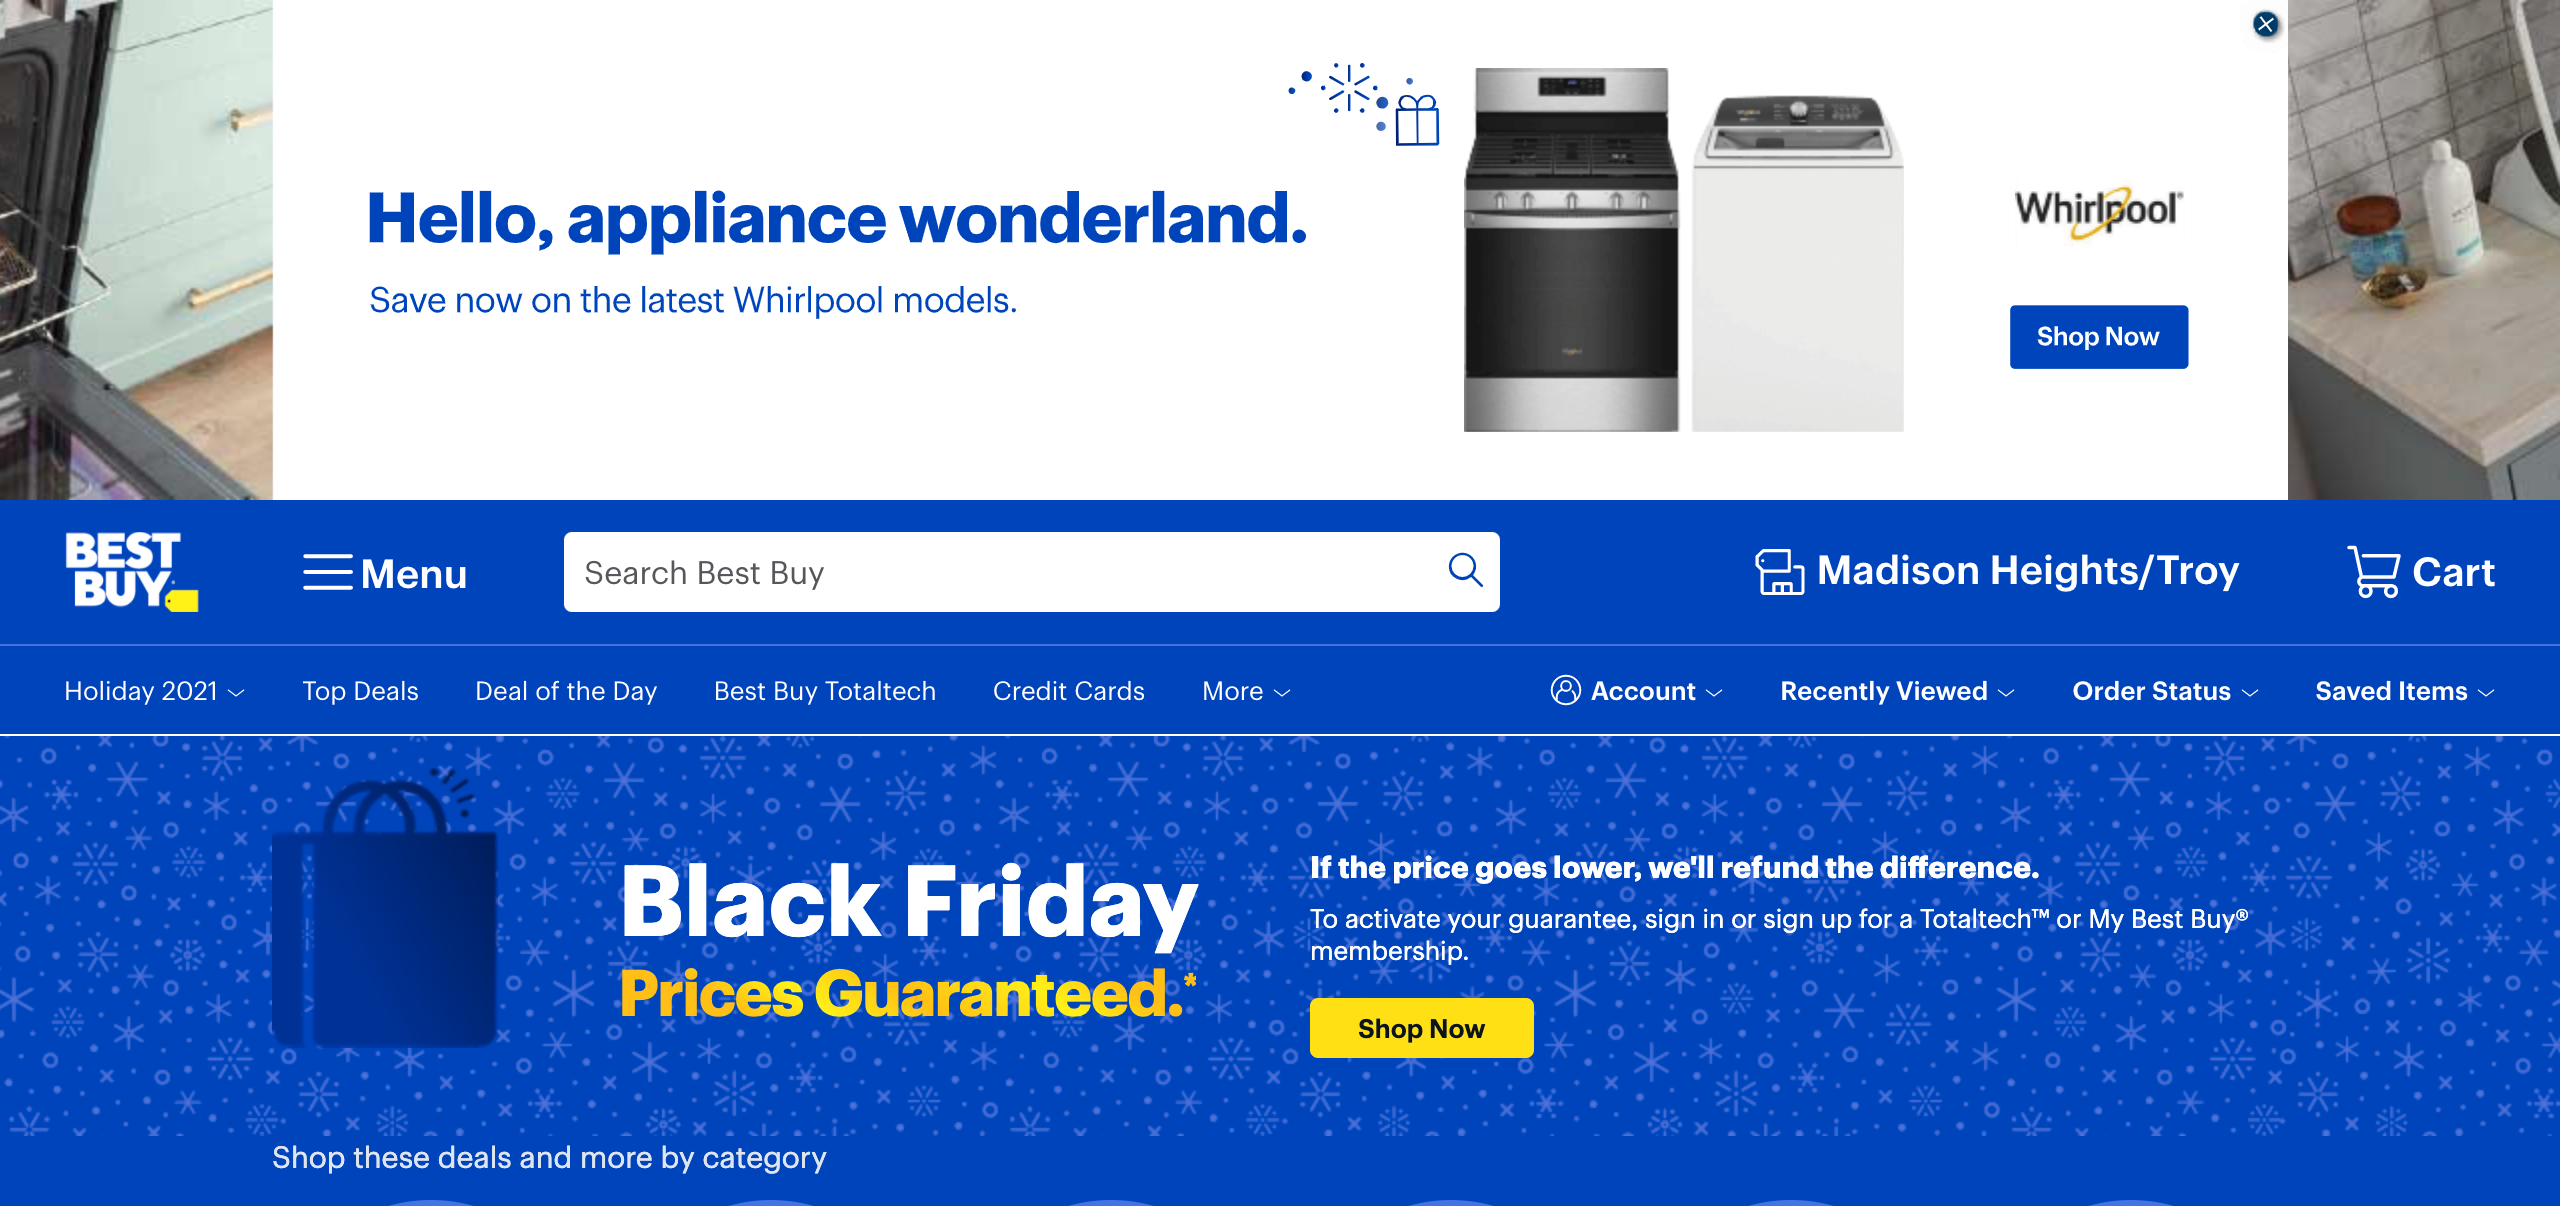 Hello, appliance wonderland.
Save now on the latest Whirlpool models.
Whirlpool®
Shop Now
BEST
BUY
Menu
Search Best Buy
Madison Heights/Troy
Cart
Holiday 2021
Top Deals
Deal of the Day
Best Buy Totaltech
Credit Cards
More
Account
Recently Viewed
Order Status
Saved Items
Black Friday
Prices Guaranteed.*
If the price goes lower, we'll refund the difference.
To activate your guarantee, sign in or sign up for a Totaltech™ or My Best Buy®
membership.
Shop Now
Shop these deals and more by category